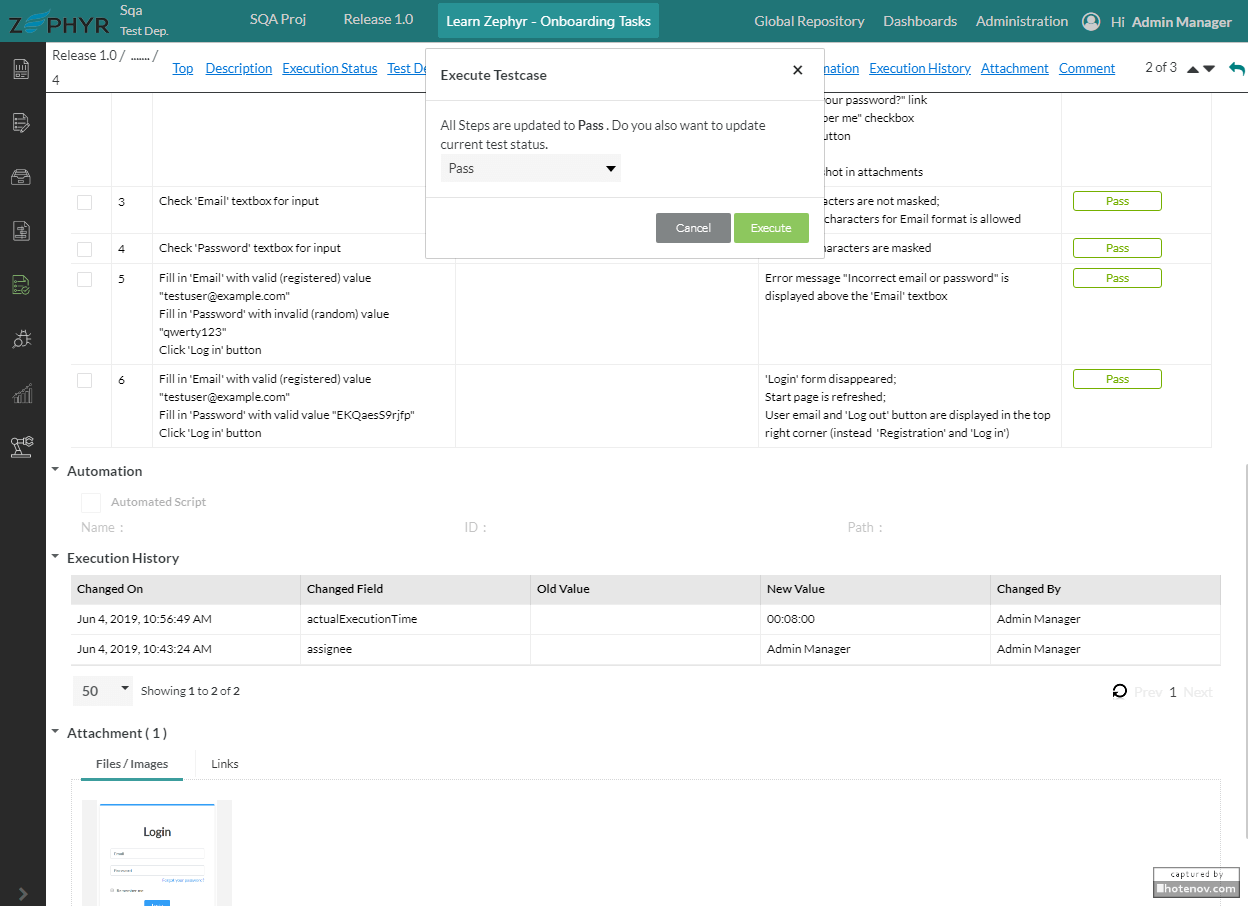 ZEPHYR
Sqa
Test Dep.
SQA Proj
Release 1.0
Learn Zephyr - Onboarding Tasks
Global Repository
Dashboards
Administration
Hi Admin Manager
Release 1.0 / ....... /
4
Top
Description
Execution Status
Test De
mation
Execution History
Attachment
Comment
2 of 3
Execute Testcase
All Steps are updated to Pass . Do you also want to update
current test status.
Pass
Cancel
Execute
your password?" link
ber me" checkbox
utton
hot in attachments
3
Check 'Email' textbox for input
acters are not masked;
characters for Email format is allowed
Pass
4
Check 'Password' textbox for input
haracters are masked
Pass
5
Fill in 'Email' with valid (registered) value
"testuser@example.com"
Fill in 'Password' with invalid (random) value
"qwerty123"
Click 'Log in' button
Error message "Incorrect email or password" is
displayed above the 'Email' textbox
Pass
6
Fill in 'Email' with valid (registered) value
"testuser@example.com"
Fill in 'Password' with valid value "EKQaesS9rjfp"
Click 'Log in' button
'Login' form disappeared;
Start page is refreshed;
User email and 'Log out' button are displayed in the top
right corner (instead 'Registration' and 'Log in')
Pass
Automation
Automated Script
Name :
ID :
Path :
Execution History
Changed On
Changed Field
Old Value
New Value
Changed By
Jun 4, 2019, 10:56:49 AM
actualExecutionTime
00:08:00
Admin Manager
Jun 4, 2019, 10:43:24 AM
assignee
Admin Manager
Admin Manager
50
Showing 1 to 2 of 2
Prev 1 Next
Attachment ( 1 )
Files / Images
Links
Login
Email
Password
Forgot your password?
Remember me
captured by
hotenov.com